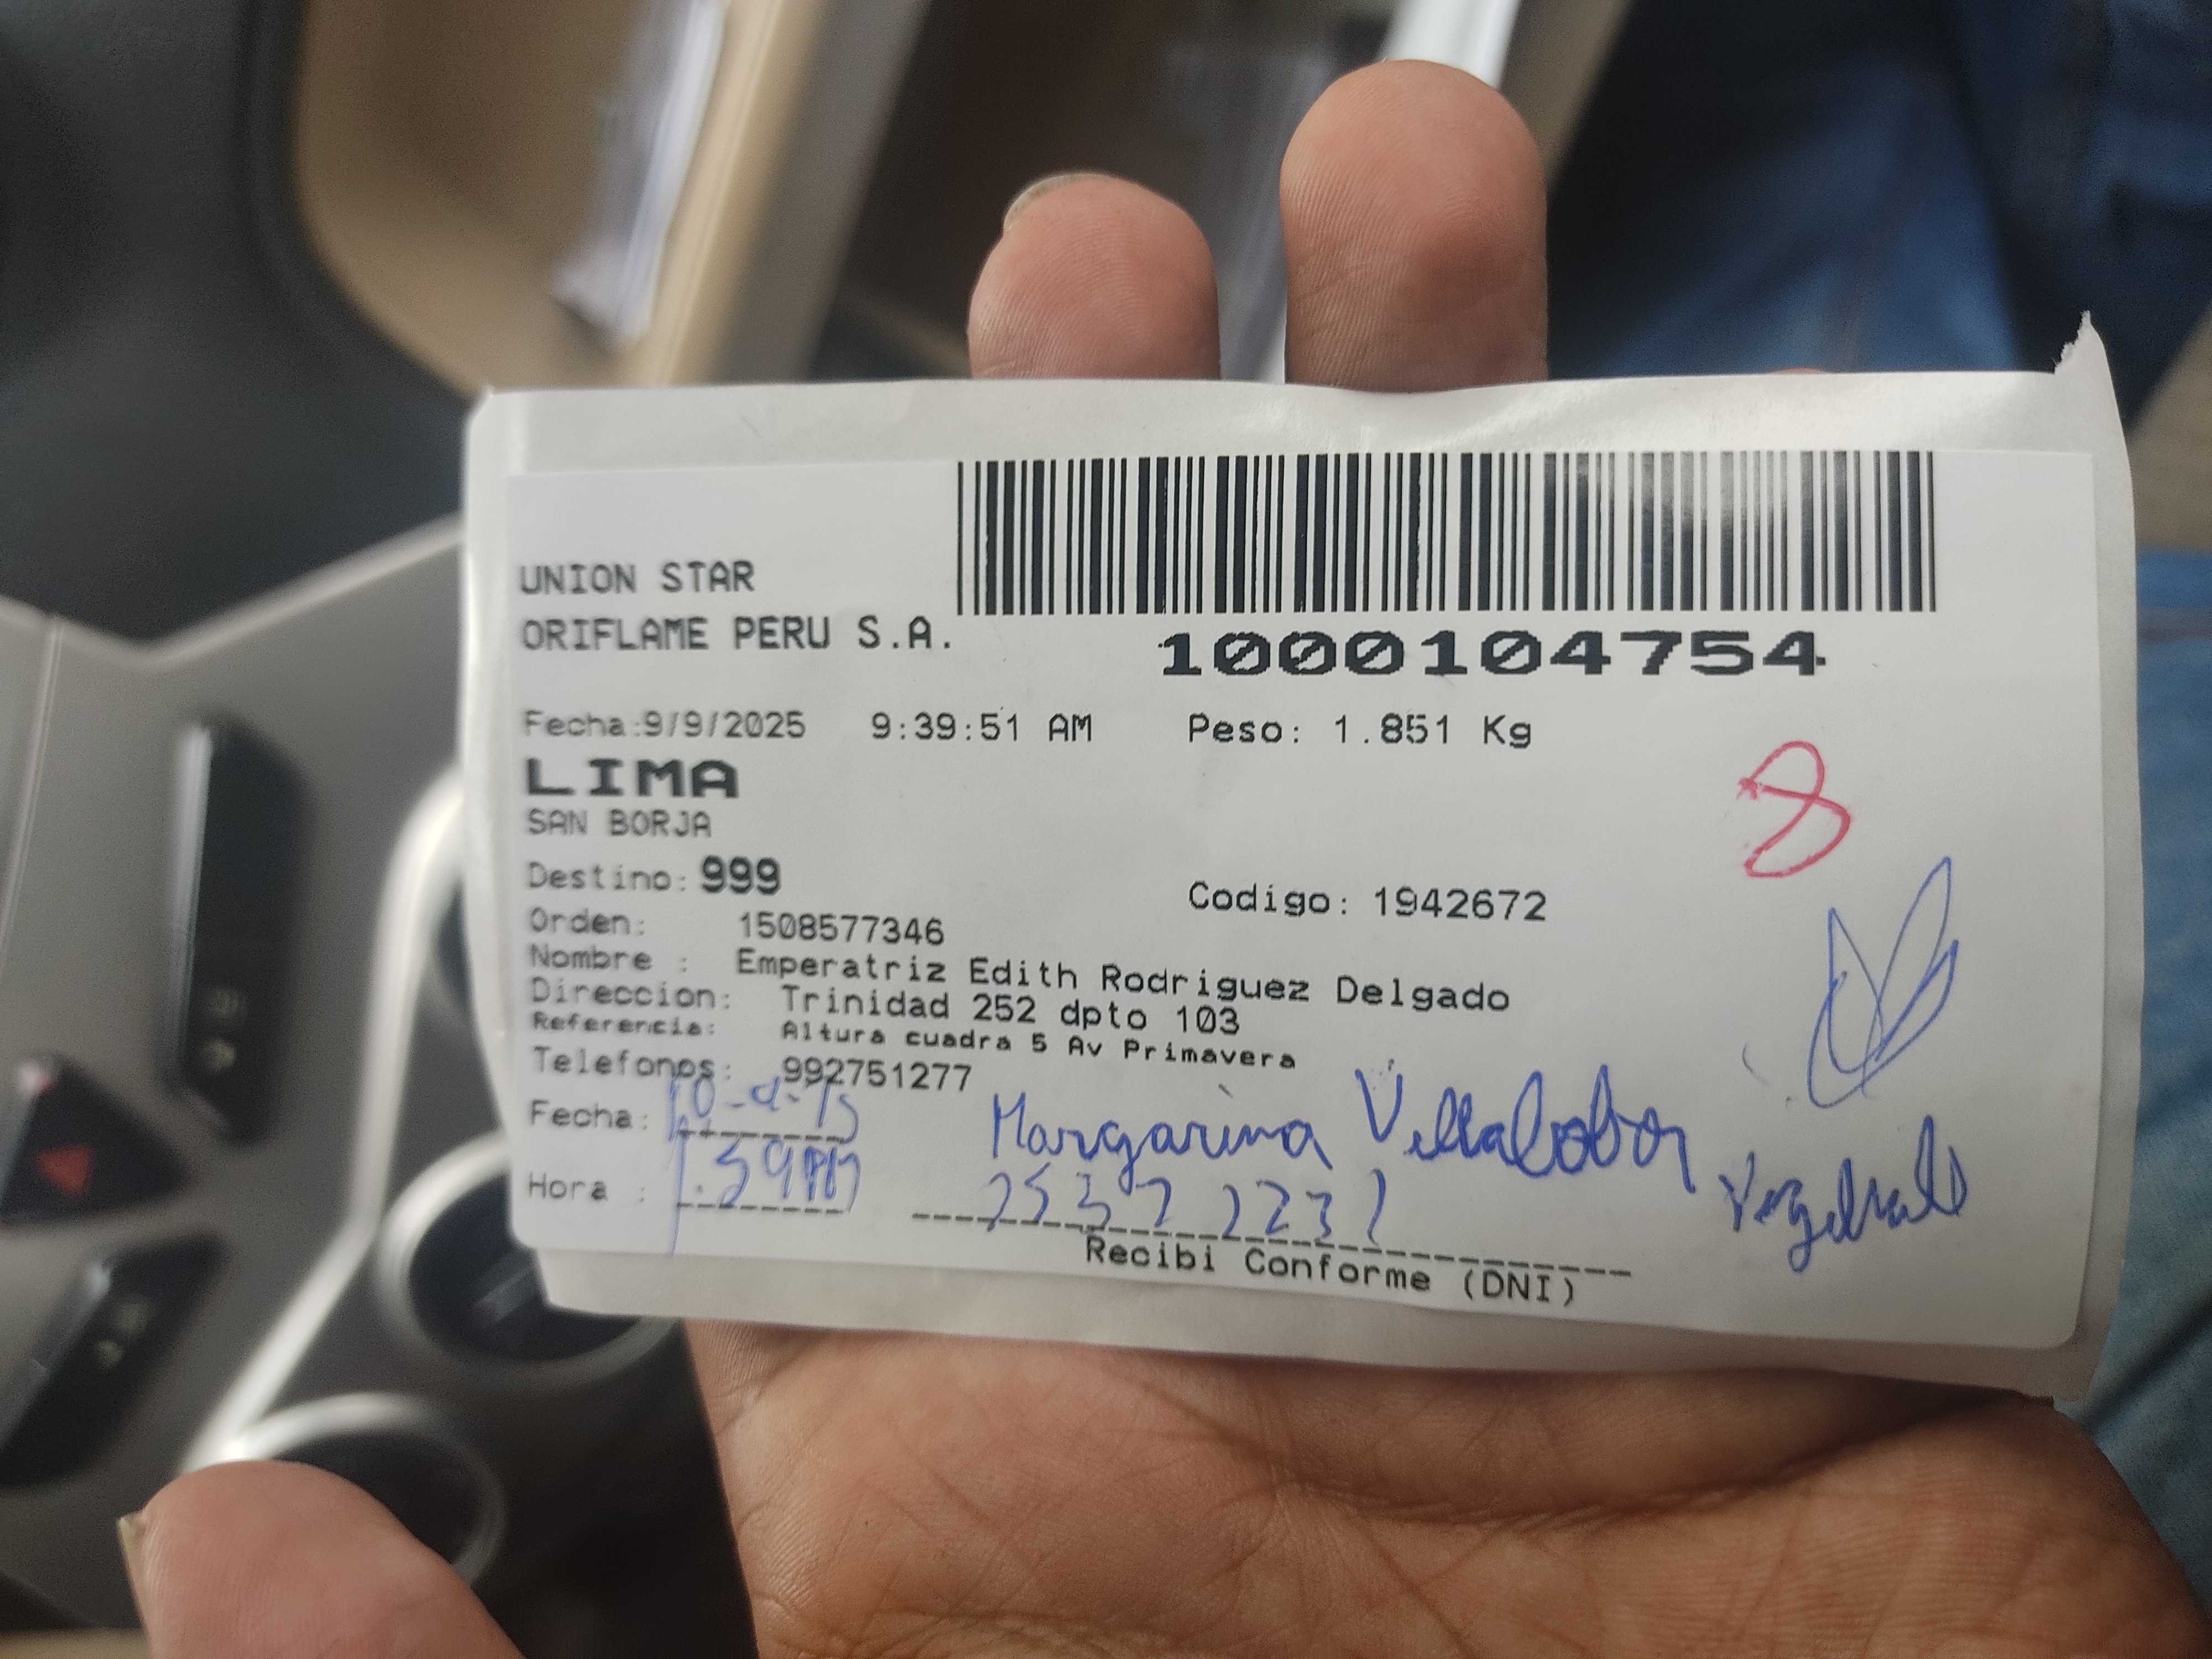 UNION STAR
ORIFLAME PERU S.A.
1000104754
Fecha:9/9/2025 9:39:51 AM Peso: 1.851 Kg
LIMA
8
SAN BORJA
Destino: 999
Codigo: 1942672
Orden: 1508577346
Nombre : Emperatriz Edith Rodriguez Delgado
Direccion: Trinidad 252 dpto 103
Referencia: Altura cuadra 5 Av Primavera
Telefonos: 992751277
Fecha:
Margarina
Hora :
Recibi Conforme (DNI)